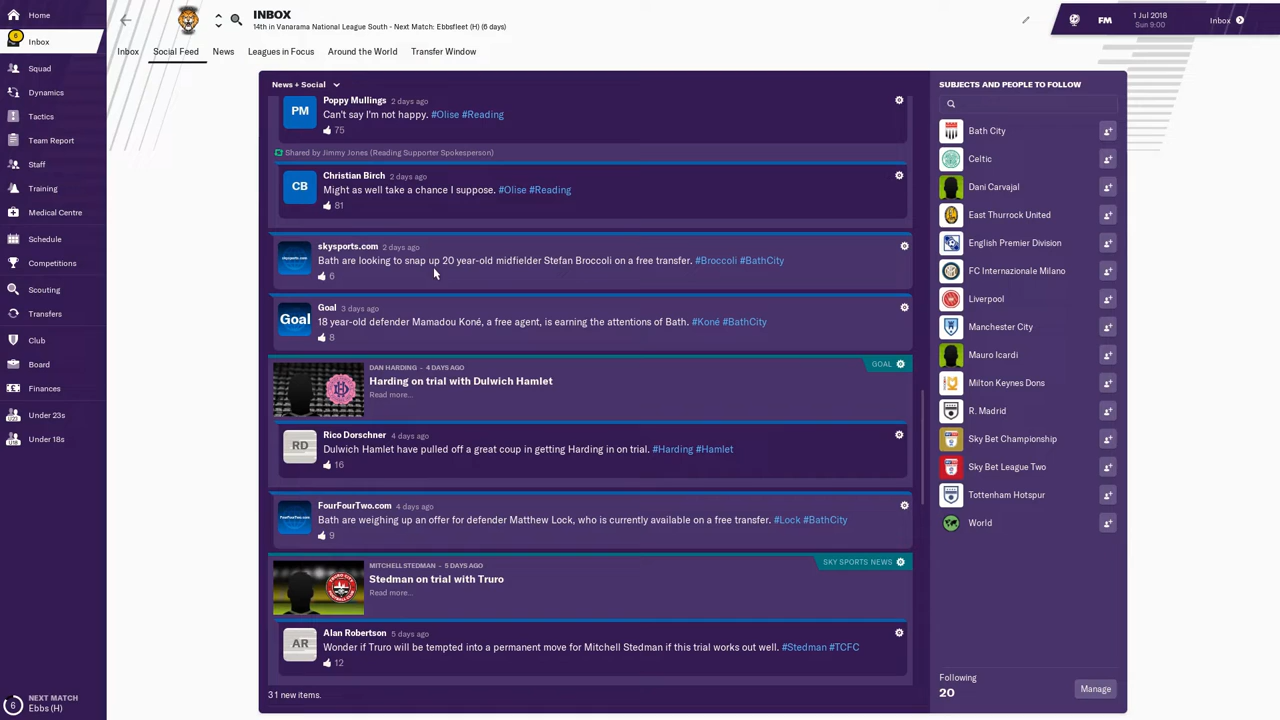 Home
INBOX
14th in Vanarama National League South - Next Match: Ebbsfleet (H) (6 days)
FM
1 Jul 2018
Sun 9:00
Inbox
6
Inbox
Inbox
Social Feed
News
Leagues in Focus
Around the World
Transfer Window
Squad
Dynamics
Tactics
Team Report
Staff
Training
Medical Centre
Schedule
Competitions
Scouting
Transfers
Club
Board
Finances
Under 23s
Under 18s
6
NEXT MATCH
Ebbs (H)
News + Social
PM
Poppy Mullings 2 days ago
Can't say I'm not happy. #Olise #Reading
75
Shared by Jimmy Jones (Reading Supporter Spokesperson)
CB
Christian Birch 2 days ago
Might as well take a chance I suppose. #Olise #Reading
81
skysports.com
skysports.com 2 days ago
Bath are looking to snap up 20 year-old midfielder Stefan Broccoli on a free transfer. #Broccoli #BathCity
6
Goal
Goal 3 days ago
18 year-old defender Mamadou Koné, a free agent, is earning the attentions of Bath. #Koné #BathCity
8
DAN HARDING - 4 DAYS AGO
GOAL
Harding on trial with Dulwich Hamlet
Read more...
RD
Rico Dorschner 4 days ago
Dulwich Hamlet have pulled off a great coup in getting Harding in on trial. #Harding #Hamlet
16
FourFourTwo.com
FourFourTwo.com 4 days ago
Bath are weighing up an offer for defender Matthew Lock, who is currently available on a free transfer. #Lock #BathCity
9
MITCHELL STEDMAN - 5 DAYS AGO
SKY SPORTS NEWS
Stedman on trial with Truro
Read more...
AR
Alan Robertson 5 days ago
Wonder if Truro will be tempted into a permanent move for Mitchell Stedman if this trial works out well. #Stedman #TCFC
12
31 new items.
SUBJECTS AND PEOPLE TO FOLLOW
Bath City
Celtic
Dani Carvajal
East Thurrock United
English Premier Division
FC Internazionale Milano
Liverpool
Manchester City
Mauro Icardi
Milton Keynes Dons
R. Madrid
Sky Bet Championship
Sky Bet League Two
Tottenham Hotspur
World
Following
20
Manage